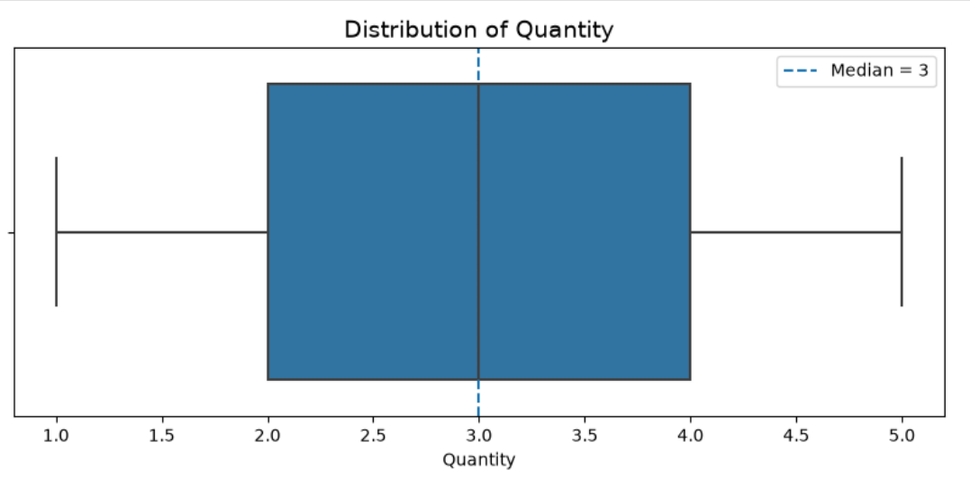 Distribution of Quantity
Median = 3
1.0 1.5 2.0 2.5 3.0 3.5 4.0 4.5 5.0
Quantity